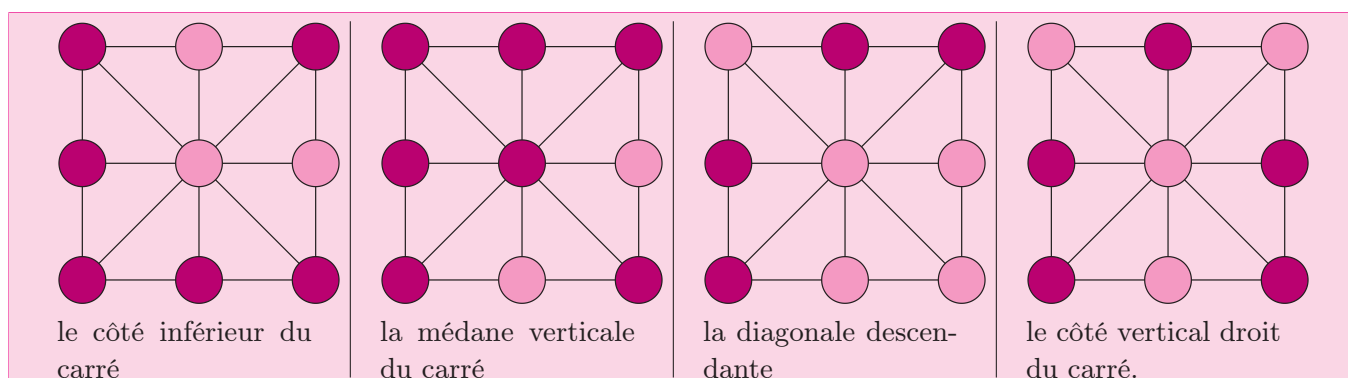 le côté inférieur du
carré
la médane verticale
du carré
la diagonale descen-
dante
le côté vertical droit
du carré.